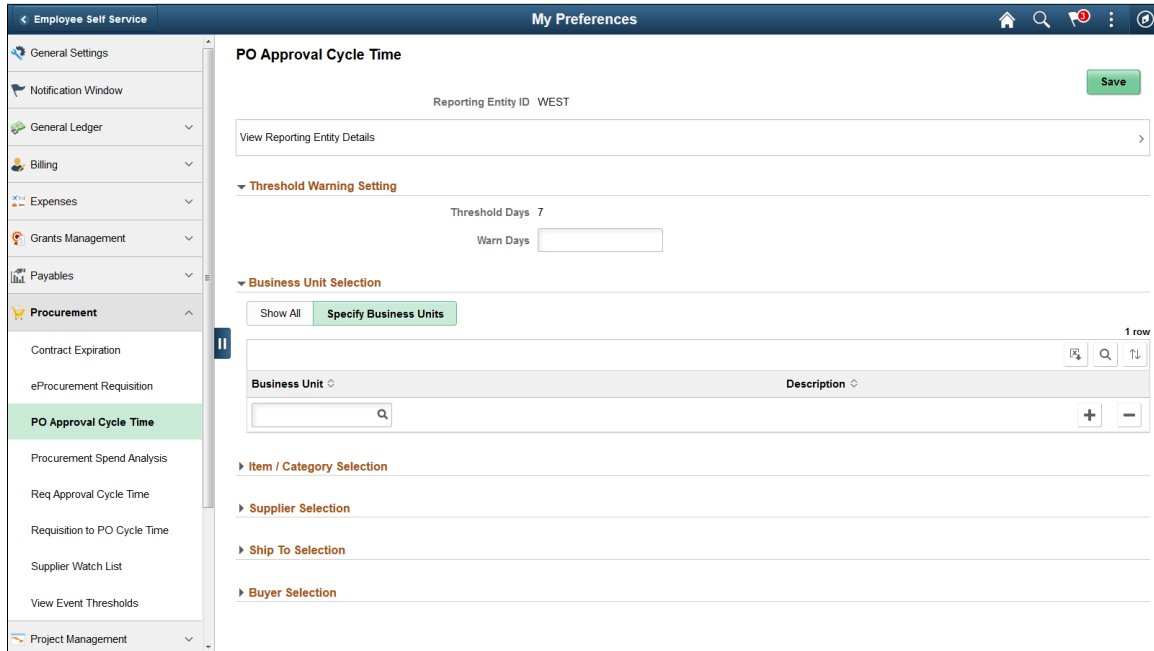 Employee Self Service
My Preferences
3
General Settings
Notification Window
General Ledger
Billing
Expenses
Grants Management
Payables
Procurement
Contract Expiration
eProcurement Requisition
PO Approval Cycle Time
Procurement Spend Analysis
Req Approval Cycle Time
Requisition to PO Cycle Time
Supplier Watch List
View Event Thresholds
Project Management
PO Approval Cycle Time
Save
Reporting Entity ID WEST
View Reporting Entity Details
Threshold Warning Setting
Threshold Days 7
Warn Days
Business Unit Selection
Show All Specify Business Units
1 row
Business Unit Description
Item / Category Selection
Supplier Selection
Ship To Selection
Buyer Selection